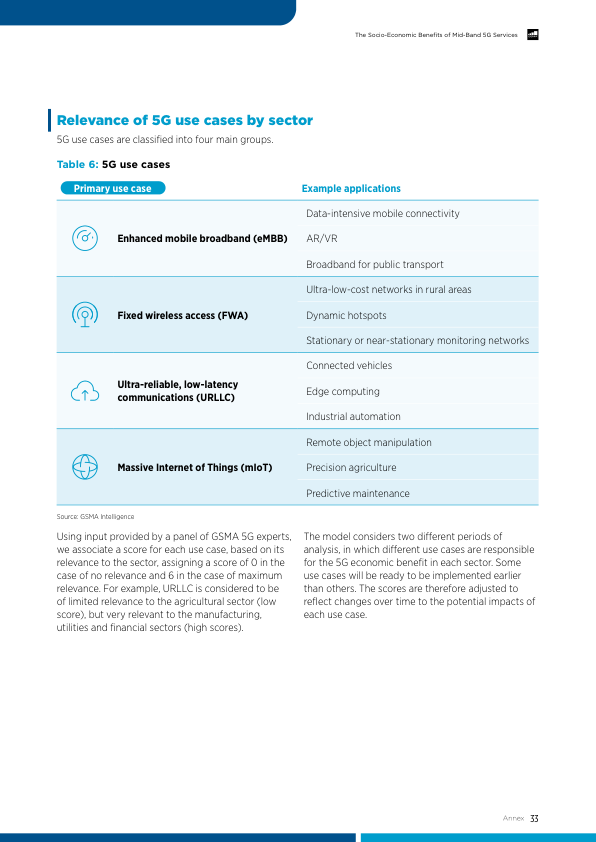 The Socio-Economic Benefits of Mid-Band 5G Services
Relevance of 5G use cases by sector
5G use cases are classified into four main groups.
Table 6: 5G use cases
Primary use case
Example applications
Enhanced mobile broadband (eMBB)
Data-intensive mobile connectivity
AR/VR
Broadband for public transport
Fixed wireless access (FWA)
Ultra-low-cost networks in rural areas
Dynamic hotspots
Stationary or near-stationary monitoring networks
Ultra-reliable, low-latency
communications (URLLC)
Connected vehicles
Edge computing
Industrial automation
Massive Internet of Things (mIoT)
Remote object manipulation
Precision agriculture
Predictive maintenance
Source: GSMA Intelligence
Using input provided by a panel of GSMA 5G experts,
we associate a score for each use case, based on its
relevance to the sector, assigning a score of 0 in the
case of no relevance and 6 in the case of maximum
relevance. For example, URLLC is considered to be
of limited relevance to the agricultural sector (low
score), but very relevant to the manufacturing,
utilities and financial sectors (high scores).
The model considers two different periods of
analysis, in which different use cases are responsible
for the 5G economic benefit in each sector. Some
use cases will be ready to be implemented earlier
than others. The scores are therefore adjusted to
reflect changes over time to the potential impacts of
each use case.
Annex 33